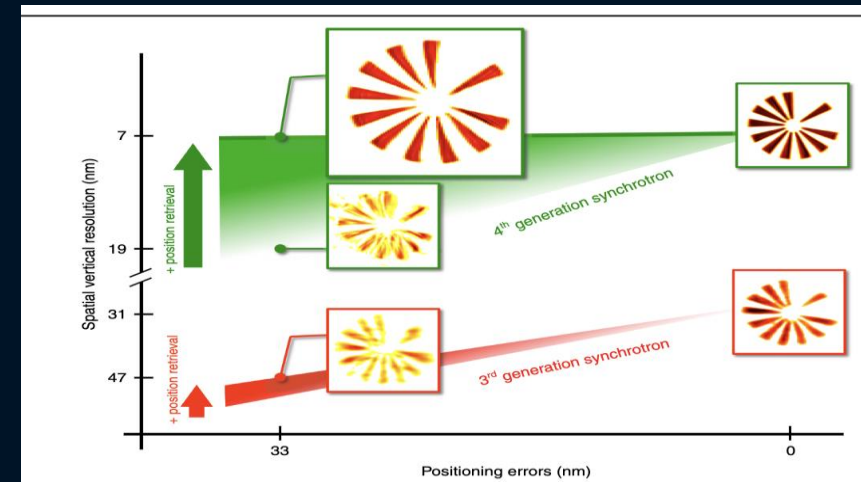 7
+ position retrieval
4th generation synchrotron
19
Spatial vertical resolution (nm)
31
3rd generation synchrotron
47
+ position retrieval
33
0
Positioning errors (nm)